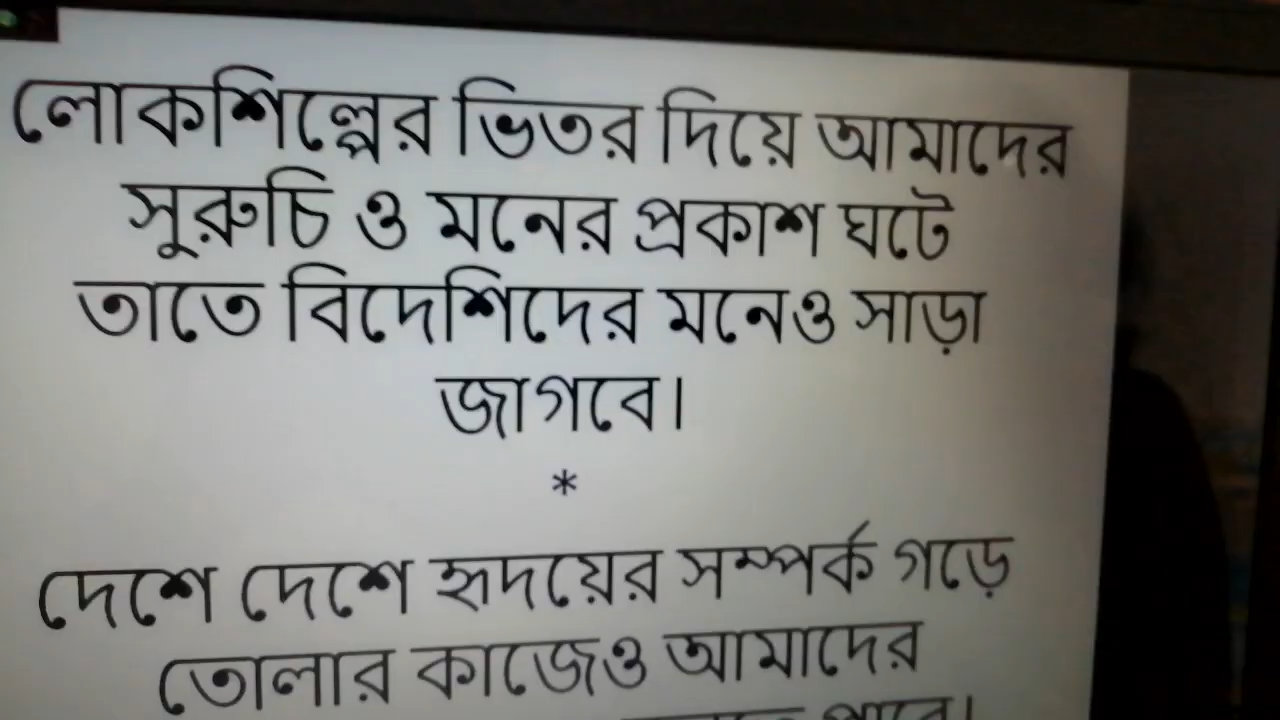 লোকশিল্পের ভিতর দিয়ে আমাদের
সুরুচি ও মনের প্রকাশ ঘটে
তাতে বিদেশিদের মনেও সাড়া
জাগবে।
*
দেশে দেশে হৃদয়ের সম্পর্ক গড়ে
তোলার কাজেও আমাদের
পারে।